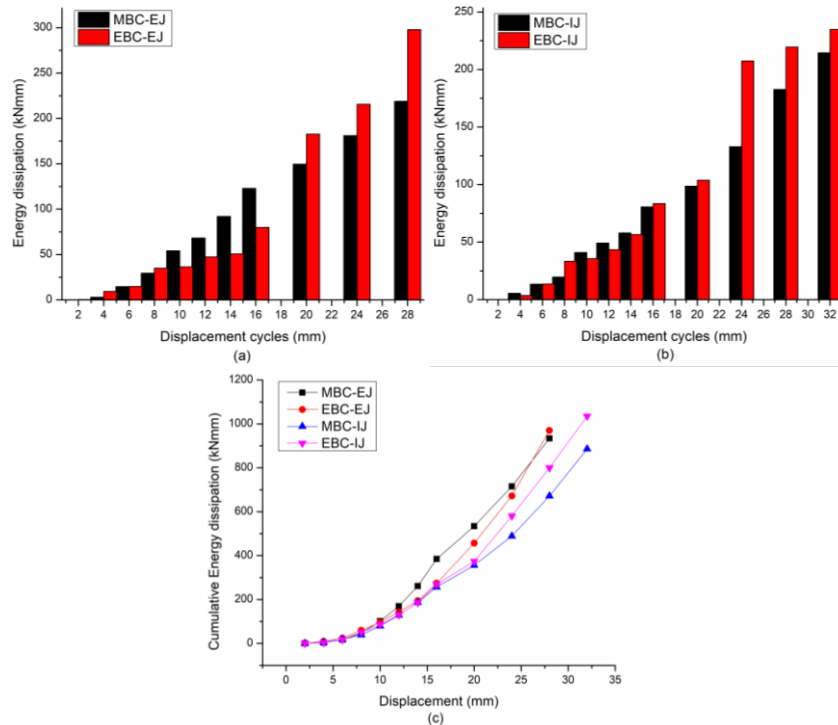 MBC-EJ
EBC-EJ
300
250
200
150
100
50
0
Energy dissipation (kNmm)
2 4 6 8 10 12 14 16 18 20 22 24 26 28
Displacement cycles (mm)
(a)
MBC-IJ
EBC-IJ
250
200
150
100
50
0
Energy dissipation (kNmm)
2 4 6 8 10 12 14 16 18 20 22 24 26 28 30 32
Displacement cycles (mm)
(b)
MBC-EJ
EBC-EJ
MBC-IJ
EBC-IJ
1200
1000
800
600
400
200
0
Cumulative Energy dissipation (kNmm)
0 5 10 15 20 25 30 35
Displacement (mm)
(c)